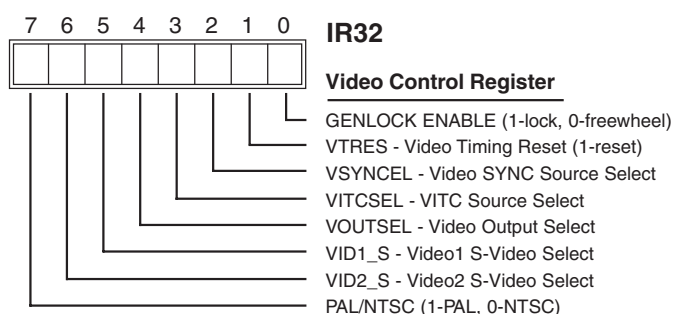 7 6 5 4 3 2 1 0
IR32
Video Control Register
GENLOCK ENABLE (1-lock, 0-freewheel)
VTRES - Video Timing Reset (1-reset)
VSYNCEL - Video SYNC Source Select
VITCSEL - VITC Source Select
VOUTSEL - Video Output Select
VID1_S - Video1 S-Video Select
VID2_S - Video2 S-Video Select
PAL/NTSC (1-PAL, 0-NTSC)